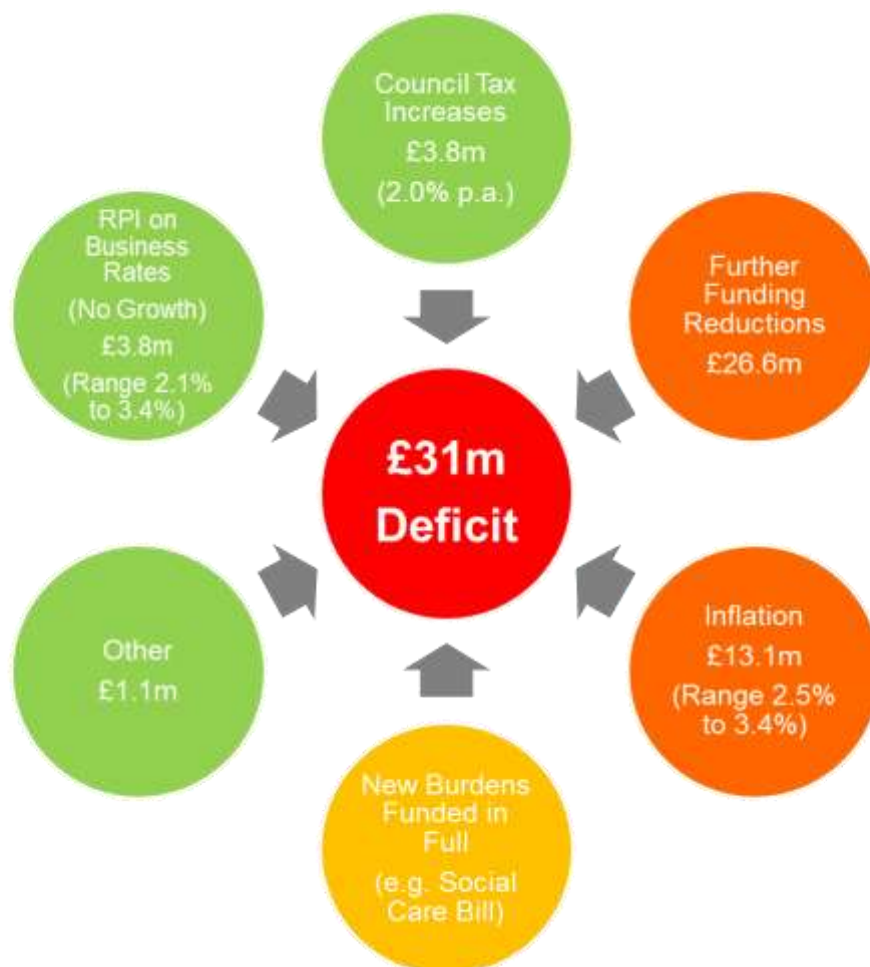 Council Tax
Increases
£3.8m
(2.0% p.a.)
RPI on
Business
Rates
(No Growth)
£3.8m
(Range 2.1%
to 3.4%)
Further
Funding
Reductions
£26.6m
£31m
Deficit
Other
£1.1m
Inflation
£13.1m
(Range 2.5%
to 3.4%)
New Burdens
Funded in
Full
(e.g. Social
Care Bill)